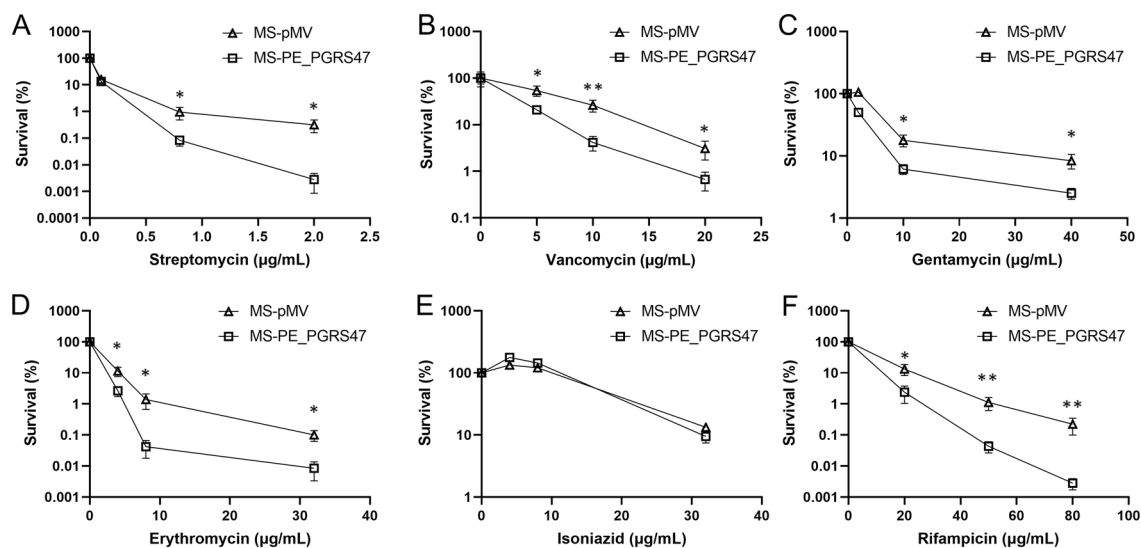 A
MS-pMV
MS-PE_PGRS47
Survival (%)
1000
100
10
1
0.1
0.01
0.001
0.0001
*
*
0.0 0.5 1.0 1.5 2.0 2.5
Streptomycin (µg/mL)
B
MS-pMV
MS-PE_PGRS47
Survival (%)
1000
100
10
1
0.1
*
**
*
0 5 10 15 20 25
Vancomycin (µg/mL)
C
MS-pMV
MS-PE_PGRS47
Survival (%)
1000
100
10
1
*
*
0 10 20 30 40 50
Gentamycin (µg/mL)
D
MS-pMV
MS-PE_PGRS47
Survival (%)
1000
100
10
1
0.1
0.01
0.001
*
*
*
0 10 20 30 40
Erythromycin (µg/mL)
E
MS-pMV
MS-PE_PGRS47
Survival (%)
1000
100
10
1
0 10 20 30 40
Isoniazid (µg/mL)
F
MS-pMV
MS-PE_PGRS47
Survival (%)
1000
100
10
1
0.1
0.01
0.001
*
**
**
0 20 40 60 80 100
Rifampicin (µg/mL)